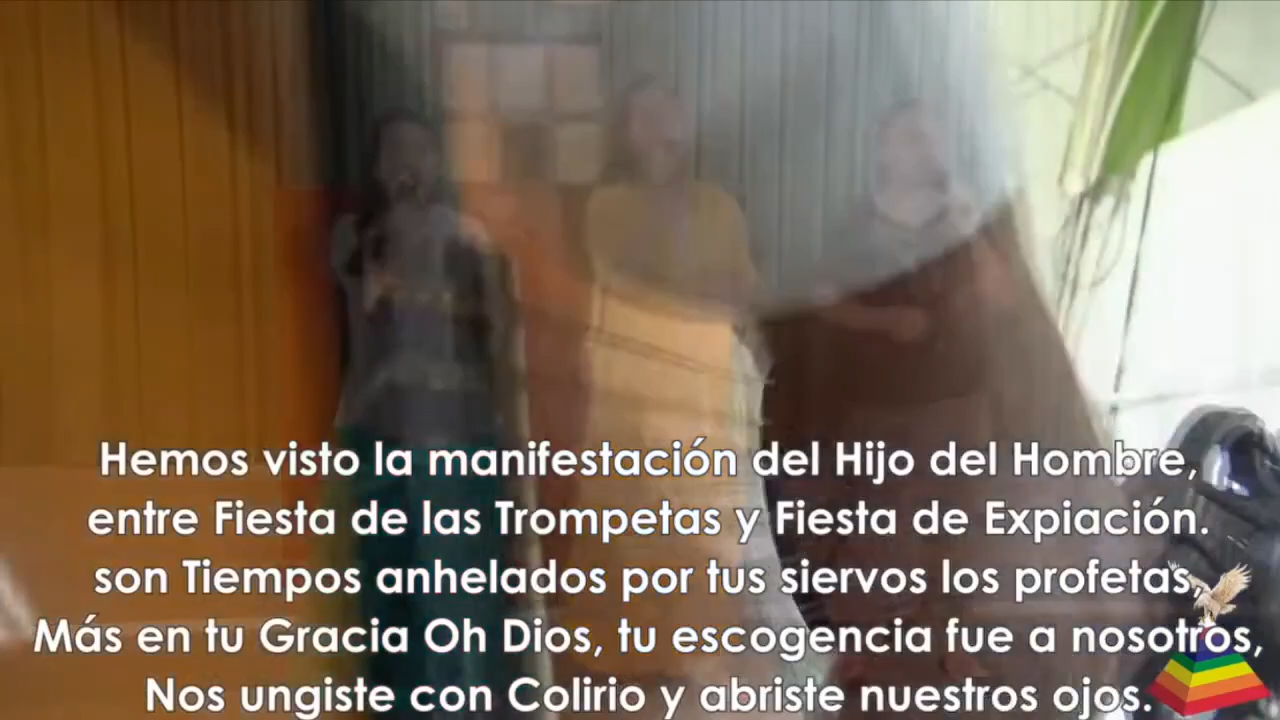 Hemos visto la manifestación del Hijo del Hombre,
entre Fiesta de las Trompetas y Fiesta de Expiación.
son Tiempos anhelados por tus siervos los profetas,
Más en tu Gracia Oh Dios, tu escogencia fue a nosotros,
Nos ungiste con Colirio y abriste nuestros ojos.